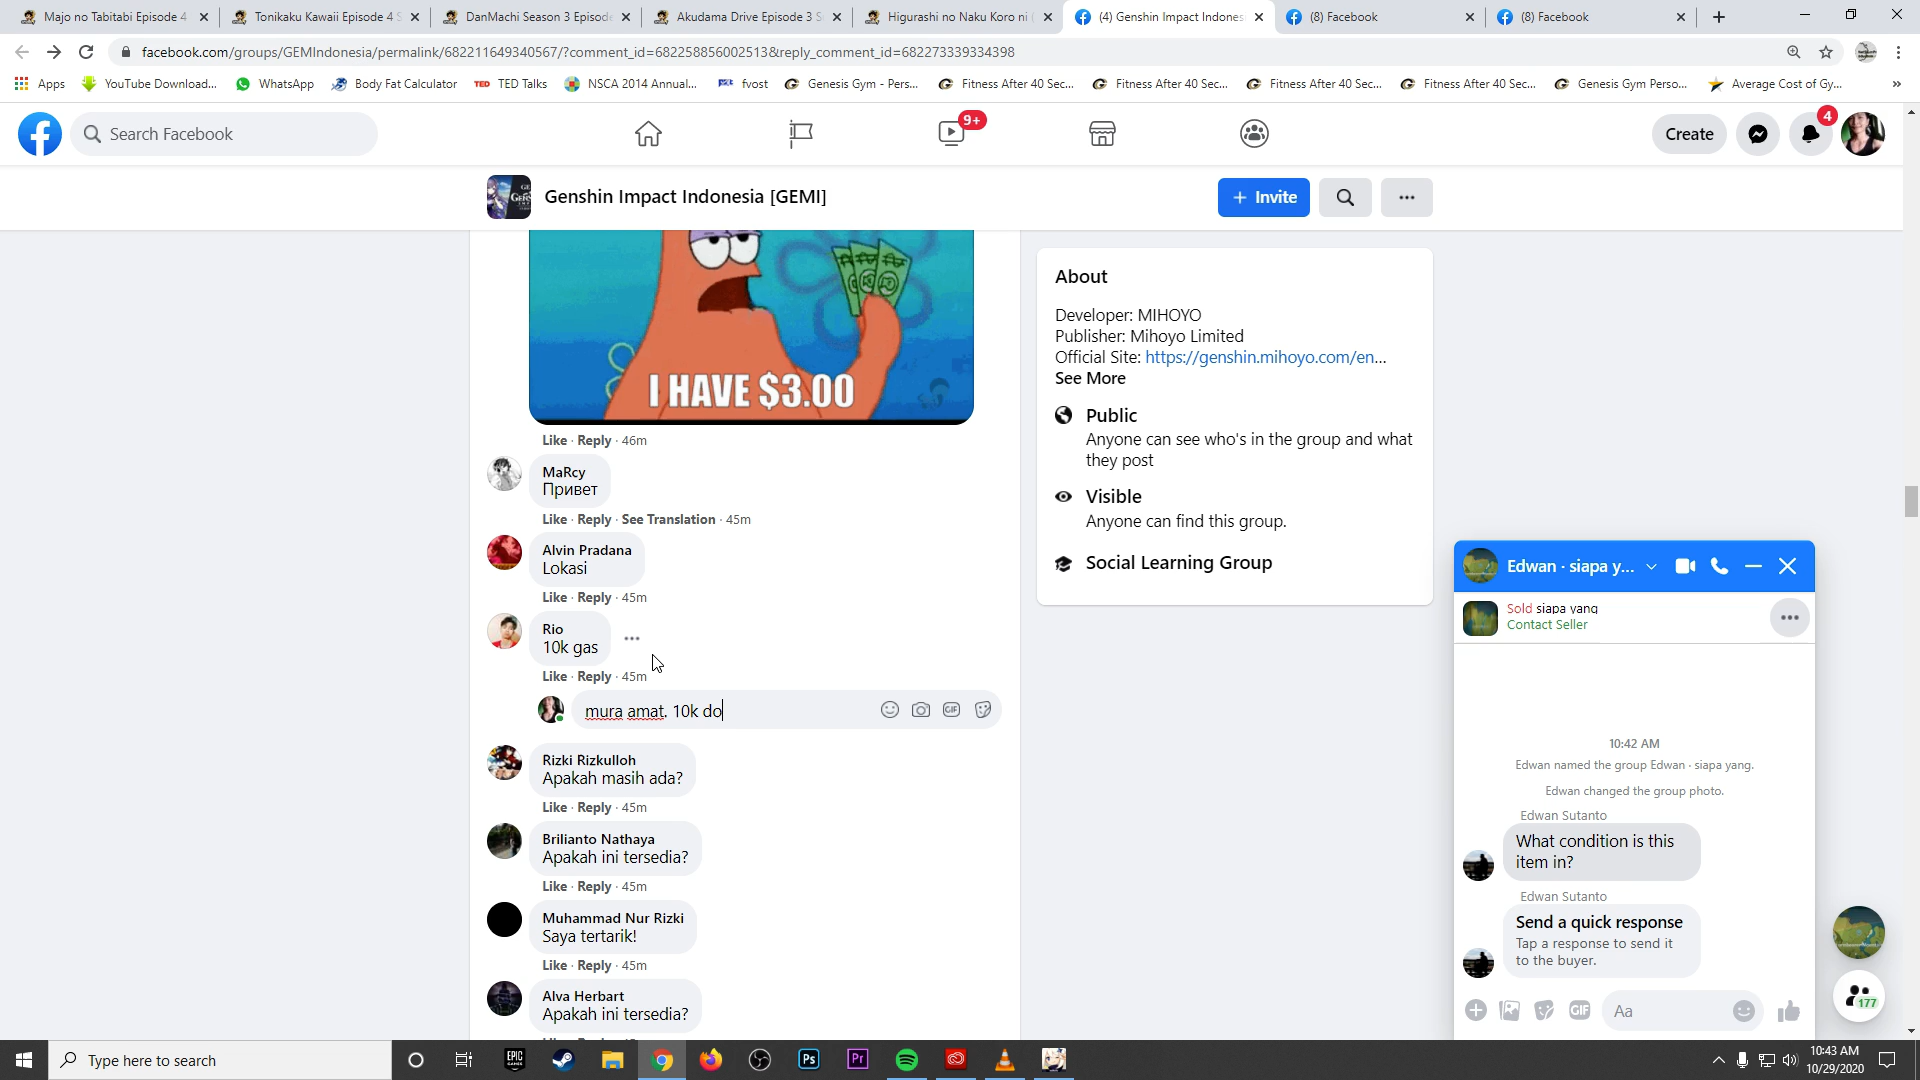 Majo no Tabitabi Episode 4
Tonikaku Kawaii Episode 4 S
DanMachi Season 3 Episode
Akudama Drive Episode 3 S
Higurashi no Naku Koro ni
(4) Genshin Impact Indones
(8) Facebook
(8) Facebook
facebook.com/groups/GEMIndonesia/permalink/682211649340567/?comment_id=682258856002513&reply_comment_id=682273339334398
Apps
YouTube Download...
WhatsApp
Body Fat Calculator
TED TED Talks
NSCA 2014 Annual...
fvost
Genesis Gym - Pers...
Fitness After 40 Sec...
Fitness After 40 Sec...
Fitness After 40 Sec...
Fitness After 40 Sec...
Genesis Gym Perso...
Average Cost of Gy...
»
Search Facebook
9+
Create
4
Genshin Impact Indonesia [GEMI]
+ Invite
I HAVE $3.00
Like · Reply · 46m
MaRcy
Привет
Like · Reply · See Translation · 45m
Alvin Pradana
Lokasi
Like · Reply · 45m
Rio
10k gas
Like · Reply · 45m
mura amat. 10k do
GIF
Rizki Rizkulloh
Apakah masih ada?
Like · Reply · 45m
Brilianto Nathaya
Apakah ini tersedia?
Like · Reply · 45m
Muhammad Nur Rizki
Saya tertarik!
Like · Reply · 45m
Alva Herbart
Apakah ini tersedia?
About
Developer: MIHOYO
Publisher: Mihoyo Limited
Official Site: https://genshin.mihoyo.com/en...
See More
Public
Anyone can see who's in the group and what
they post
Visible
Anyone can find this group.
Social Learning Group
Edwan · siapa y...
Sold siapa yang
Contact Seller
10:42 AM
Edwan named the group Edwan · siapa yang.
Edwan changed the group photo.
Edwan Sutanto
What condition is this
item in?
Edwan Sutanto
Send a quick response
Tap a response to send it
to the buyer.
GIF
Aa
177
Type here to search
EPIC GAMES
Ps
Pr
10:43 AM
10/29/2020